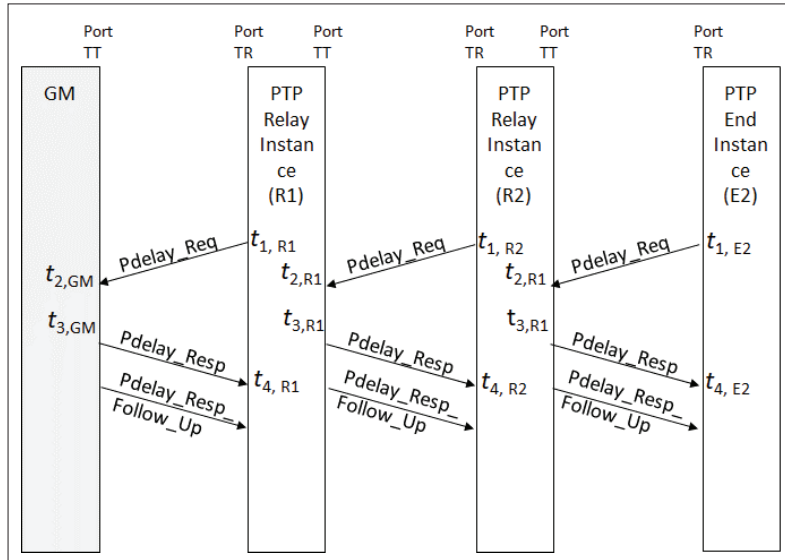 Port
TT
Port
TR
Port
TT
Port
TR
Port
TT
Port
TR
GM
PTP
Relay
Instan
ce
(R1)
PTP
Relay
Instan
ce
(R2)
PTP
End
Instance
(E2)
Pdelay_Req
t1, R1
t2,GM
t3,GM
Pdelay_Resp
t4, R1
Pdelay_Resp_
Follow_Up
Pdelay_Req
t1, R2
t2,R1
t3,R1
Pdelay_Resp
t4, R2
Pdelay_Resp_
Follow_Up
Pdelay_Req
t1, E2
t2,R1
t3,R1
Pdelay_Resp
t4, E2
Pdelay_Resp_
Follow_Up